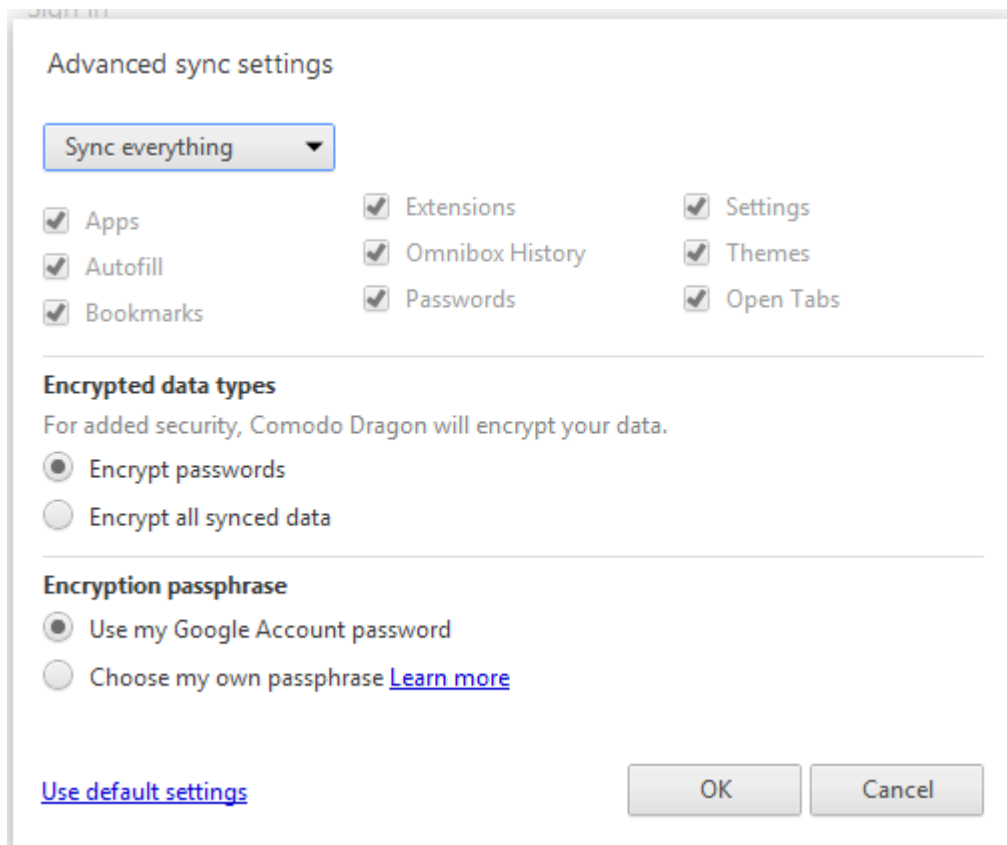 Sign in
Advanced sync settings
Sync everything
Apps
Extensions
Settings
Autofill
Omnibox History
Themes
Bookmarks
Passwords
Open Tabs
Encrypted data types
For added security, Comodo Dragon will encrypt your data.
Encrypt passwords
Encrypt all synced data
Encryption passphrase
Use my Google Account password
Choose my own passphrase Learn more
Use default settings
OK
Cancel